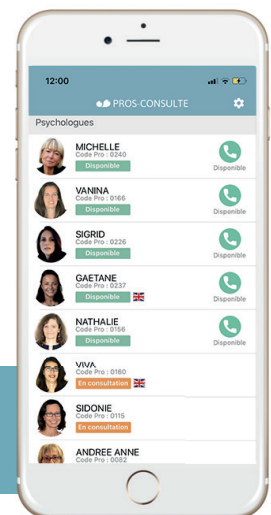 12:00
PROS-CONSULTE
Psychologues
MICHELLE
Code Pro : 0240
Disponible
Disponible
VANINA
Code Pro : 0166
Disponible
Disponible
SIGRID
Code Pro : 0226
Disponible
Disponible
GAETANE
Code Pro : 0237
Disponible
Disponible
NATHALIE
Code Pro : 0156
Disponible
Disponible
VIVA
Code Pro : 0160
En consultation
SIDONIE
Code Pro : 0115
En consultation
ANDREE ANNE
Code Pro : 0082